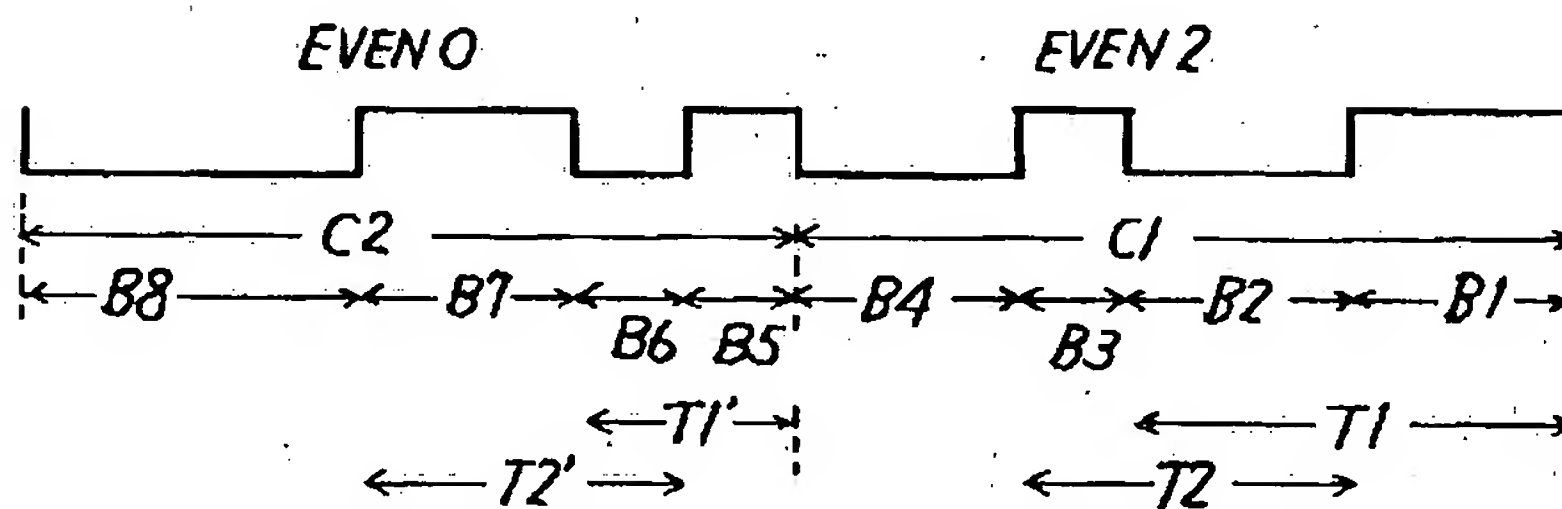 EVEN 0 EVEN 2
C2 C1
B8 B7 B4 B2 B1
B6 B5 B3
T1' T1
T2' T2